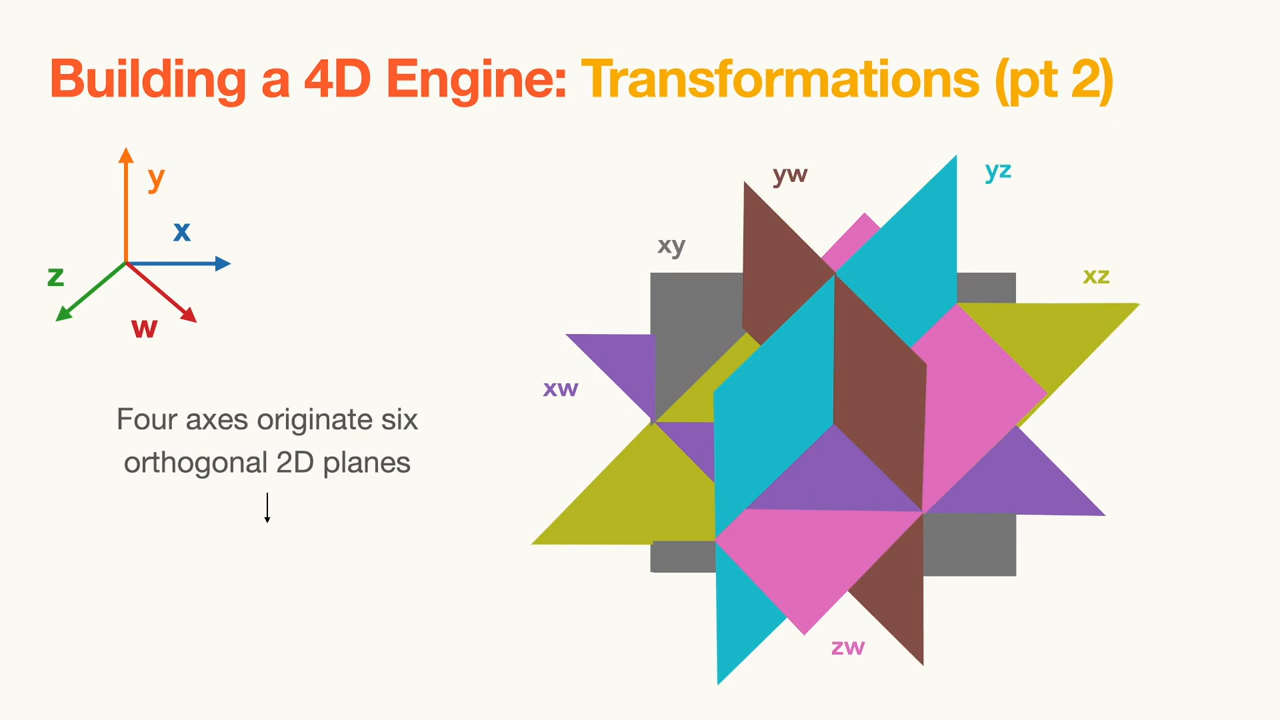 Building a 4D Engine: Transformations (pt 2)
y
x
z
w
Four axes originate six
orthogonal 2D planes
yw
yz
xy
xz
xw
zw